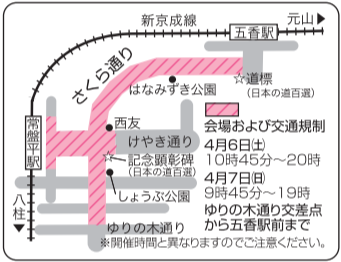 新京成線
元山▶
五香駅
さくら通り
☆道標
(日本の道百選)
はなみずき公園
西友
けやき通り
☆記念顕彰碑
(日本の道百選)
しょうぶ公園
ゆりの木通り
常盤平駅
八柱▼
会場および交通規制
4月6日(土)
10時45分~20時
4月7日(日)
9時45分~19時
ゆりの木通り交差点
から五香駅前まで
※開催時間と異なりますのでご注意ください。